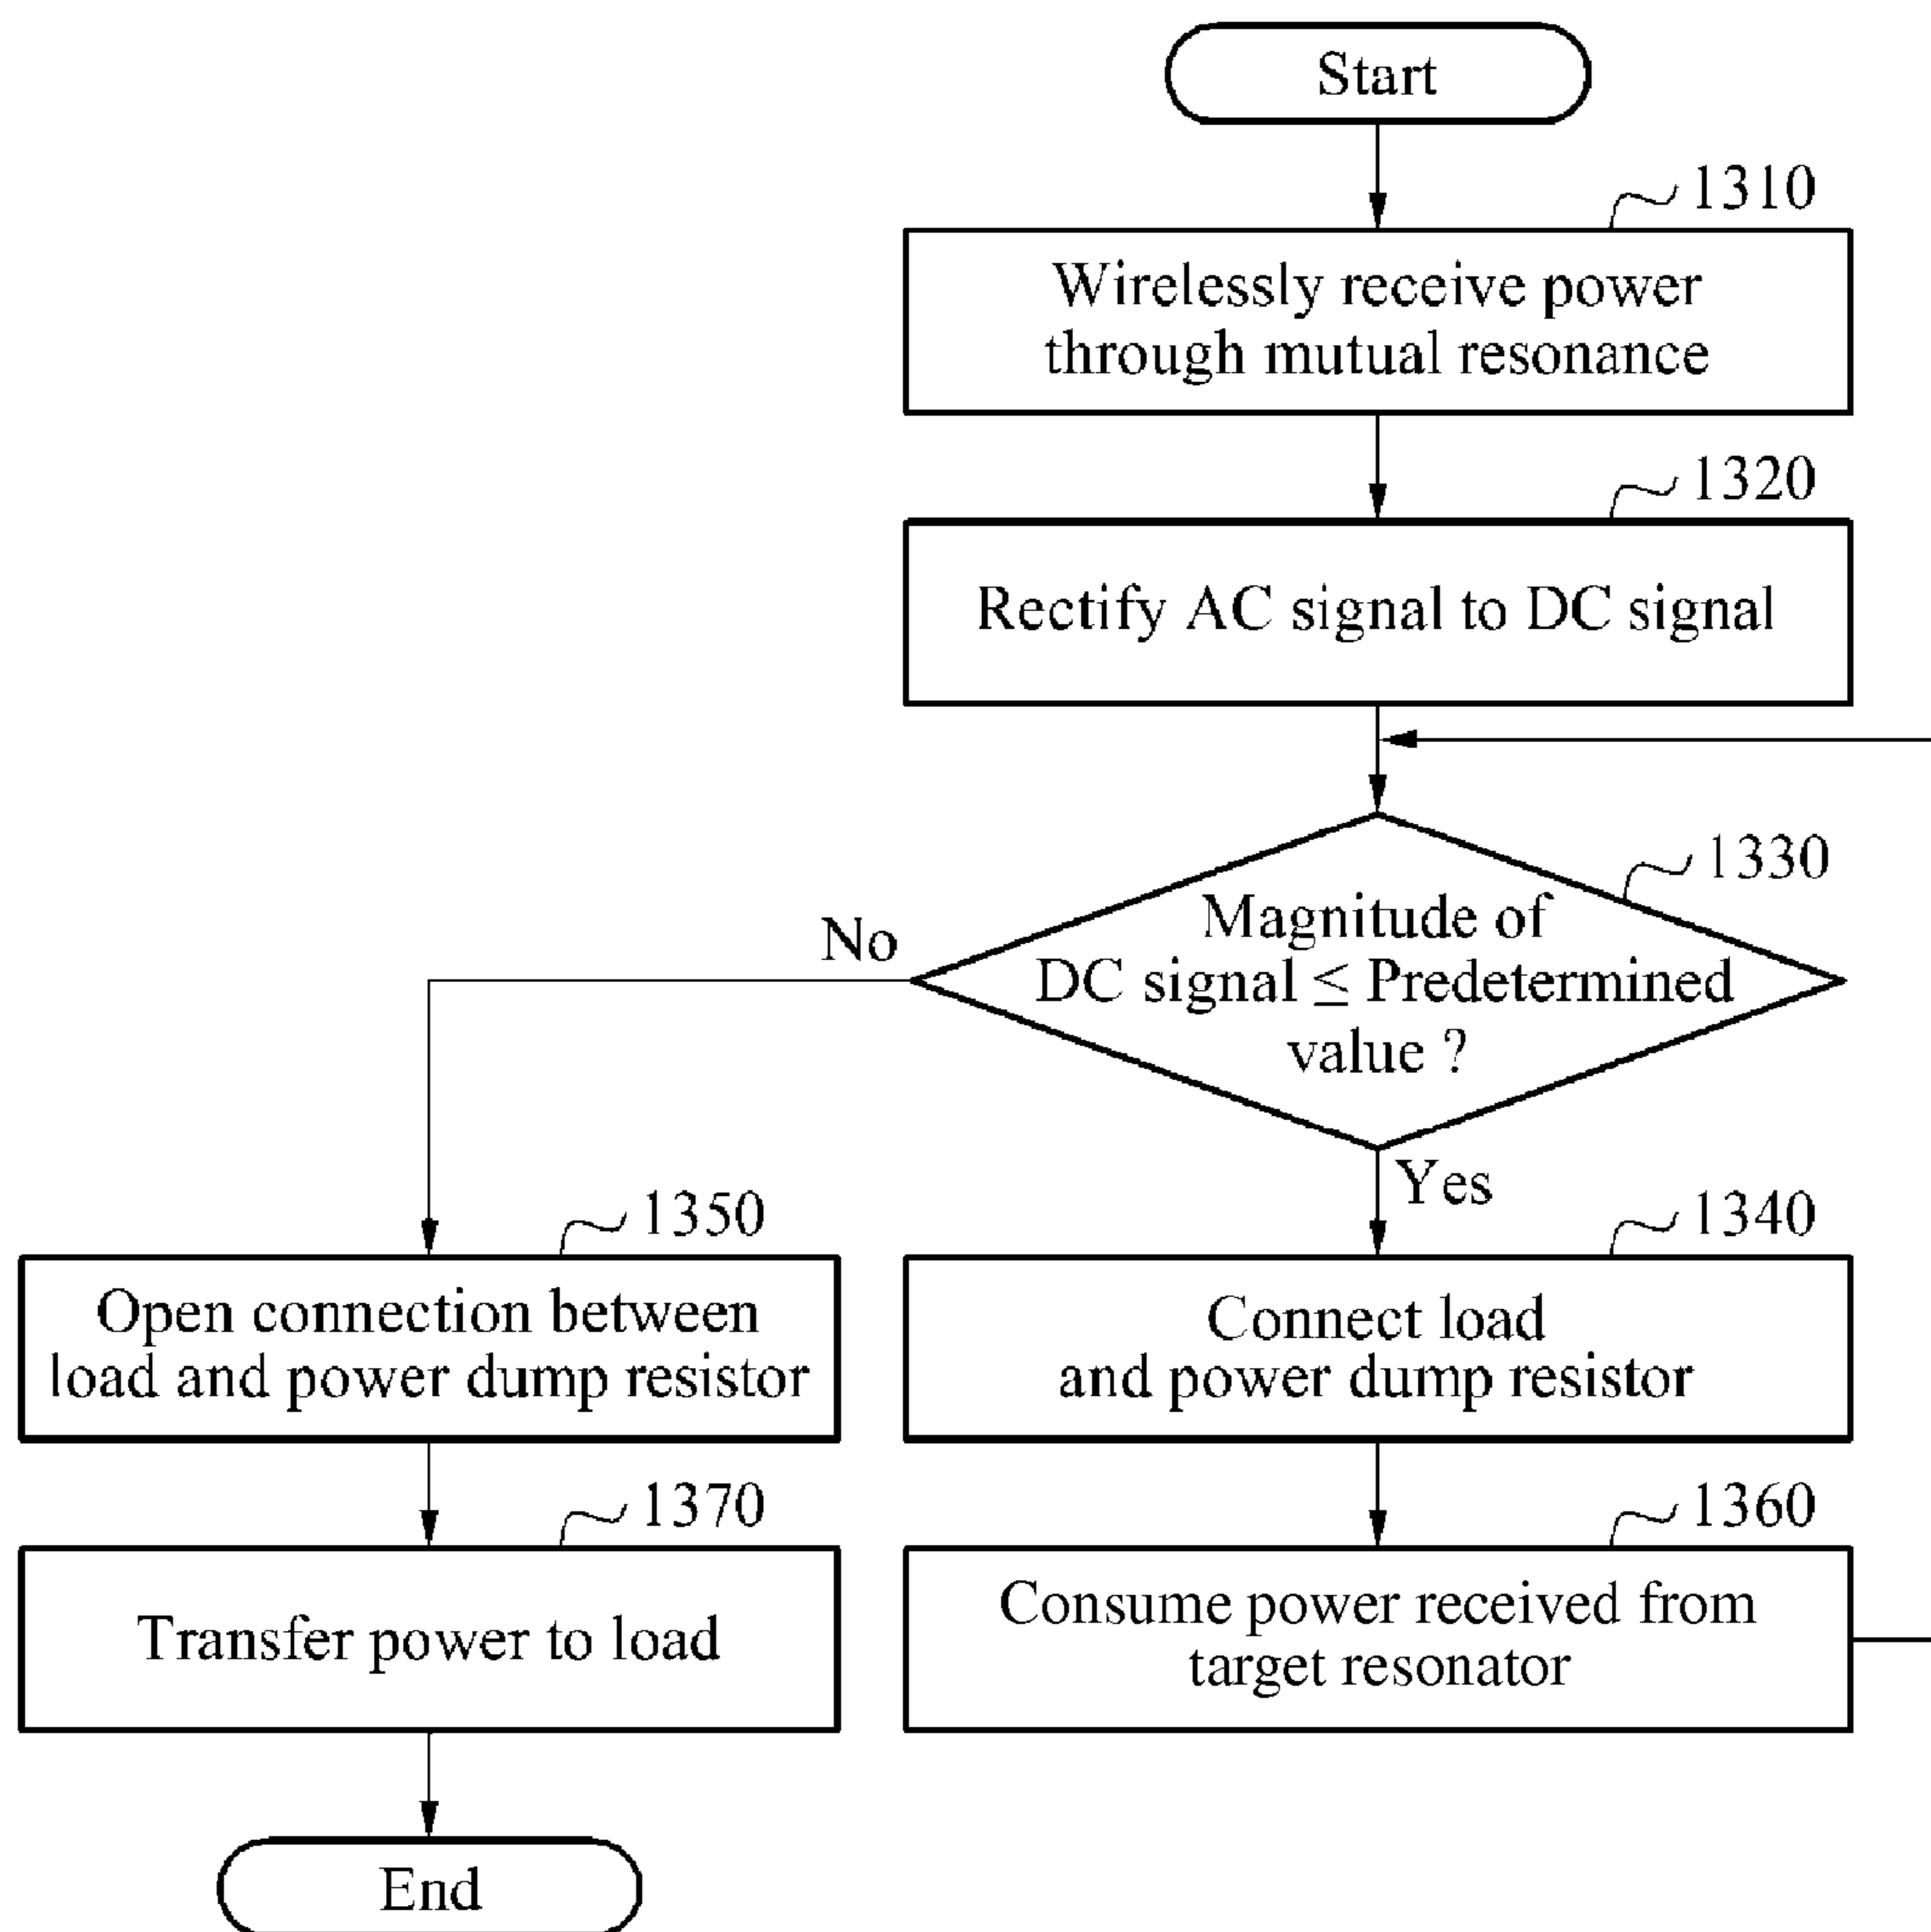 Start
1310
Wirelessly receive power
through mutual resonance
1320
Rectify AC signal to DC signal
1330
Magnitude of
DC signal ≤ Predetermined
value ?
No
Yes
1350
Open connection between
load and power dump resistor
1340
Connect load
and power dump resistor
1370
Transfer power to load
1360
Consume power received from
target resonator
End